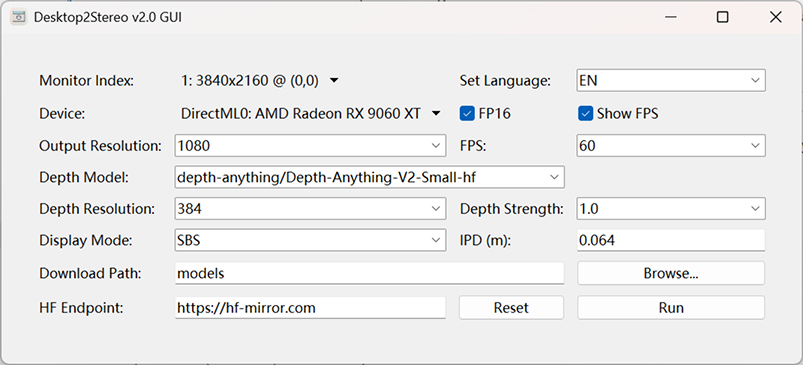 Desktop2Stereo v2.0 GUI
Monitor Index: 1: 3840x2160 @ (0,0) Set Language: EN
Device: DirectML0: AMD Radeon RX 9060 XT FP16 Show FPS
Output Resolution: 1080 FPS: 60
Depth Model: depth-anything/Depth-Anything-V2-Small-hf
Depth Resolution: 384 Depth Strength: 1.0
Display Mode: SBS IPD (m): 0.064
Download Path: models Browse...
HF Endpoint: https://hf-mirror.com Reset Run